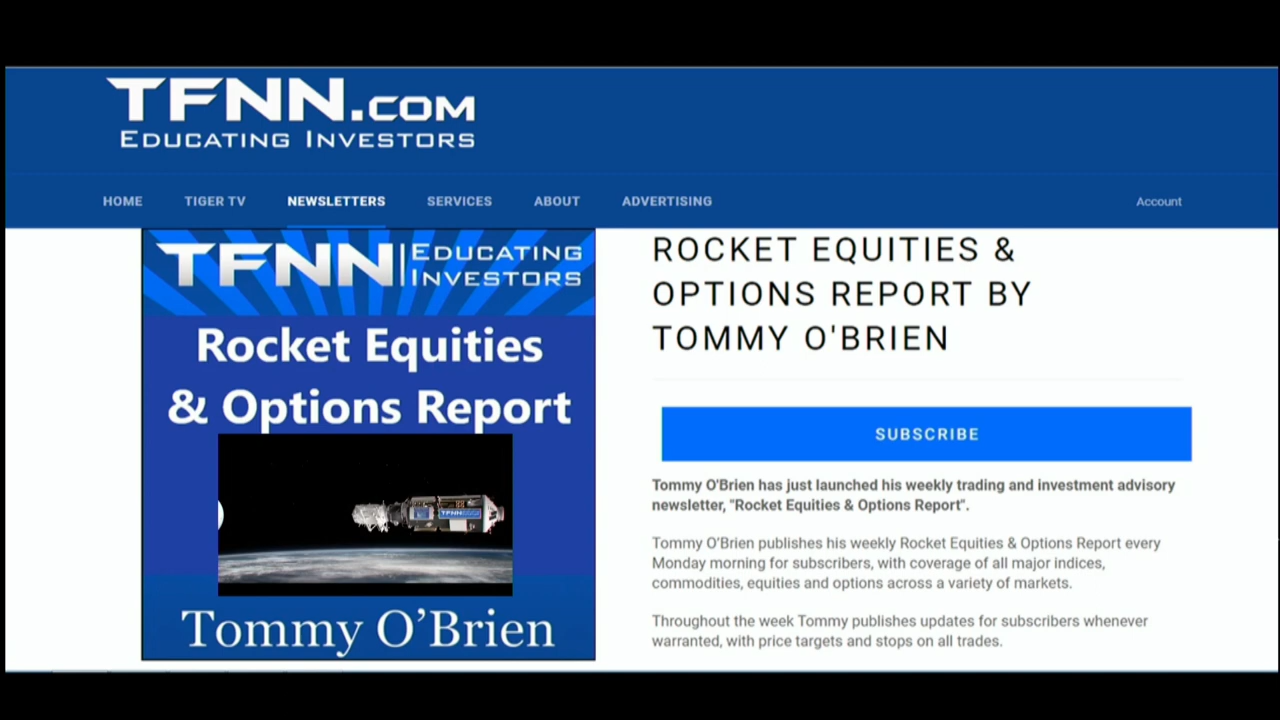 TFNN.COM
EDUCATING INVESTORS
HOME TIGER TV NEWSLETTERS SERVICES ABOUT ADVERTISING Account
TFNN EDUCATING
INVESTORS
Rocket Equities
& Options Report
TFNN
Tommy O’Brien
ROCKET EQUITIES &
OPTIONS REPORT BY
TOMMY O'BRIEN
SUBSCRIBE
Tommy O'Brien has just launched his weekly trading and investment advisory
newsletter, "Rocket Equities & Options Report".
Tommy O’Brien publishes his weekly Rocket Equities & Options Report every
Monday morning for subscribers, with coverage of all major indices,
commodities, equities and options across a variety of markets.
Throughout the week Tommy publishes updates for subscribers whenever
warranted, with price targets and stops on all trades.